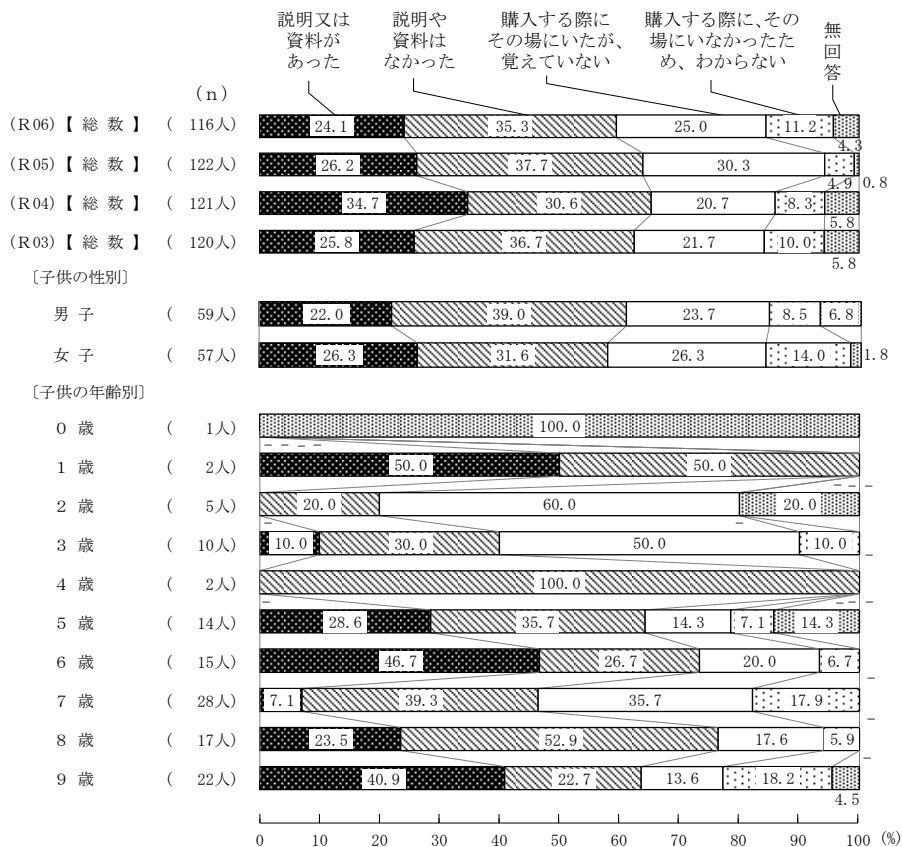 説明又は
資料が
あった
説明や
資料は
なかった
購入する際に
その場にいたが、
覚えていない
購入する際に、その
場にいなかったた
め、わからない
無
回
答
(n)
(R06)【 総 数 】 ( 116人) 24.1 35.3 25.0 11.2 4.3
(R05)【 総 数 】 ( 122人) 26.2 37.7 30.3 4.9 0.8
(R04)【 総 数 】 ( 121人) 34.7 30.6 20.7 8.3 5.8
(R03)【 総 数 】 ( 120人) 25.8 36.7 21.7 10.0 5.8
〔子供の性別〕
男 子 ( 59人) 22.0 39.0 23.7 8.5 6.8
女 子 ( 57人) 26.3 31.6 26.3 14.0 1.8
〔子供の年齢別〕
0 歳 ( 1人) 100.0
- - - -
1 歳 ( 2人) 50.0 50.0
- - -
2 歳 ( 5人) 20.0 60.0 20.0
- -
3 歳 ( 10人) 10.0 30.0 50.0 10.0
-
4 歳 ( 2人) 100.0
- - - -
5 歳 ( 14人) 28.6 35.7 14.3 7.1 14.3
6 歳 ( 15人) 46.7 26.7 20.0 6.7
-
7 歳 ( 28人) 7.1 39.3 35.7 17.9
-
8 歳 ( 17人) 23.5 52.9 17.6 5.9
-
9 歳 ( 22人) 40.9 22.7 13.6 18.2 4.5
0 10 20 30 40 50 60 70 80 90 100 (%)